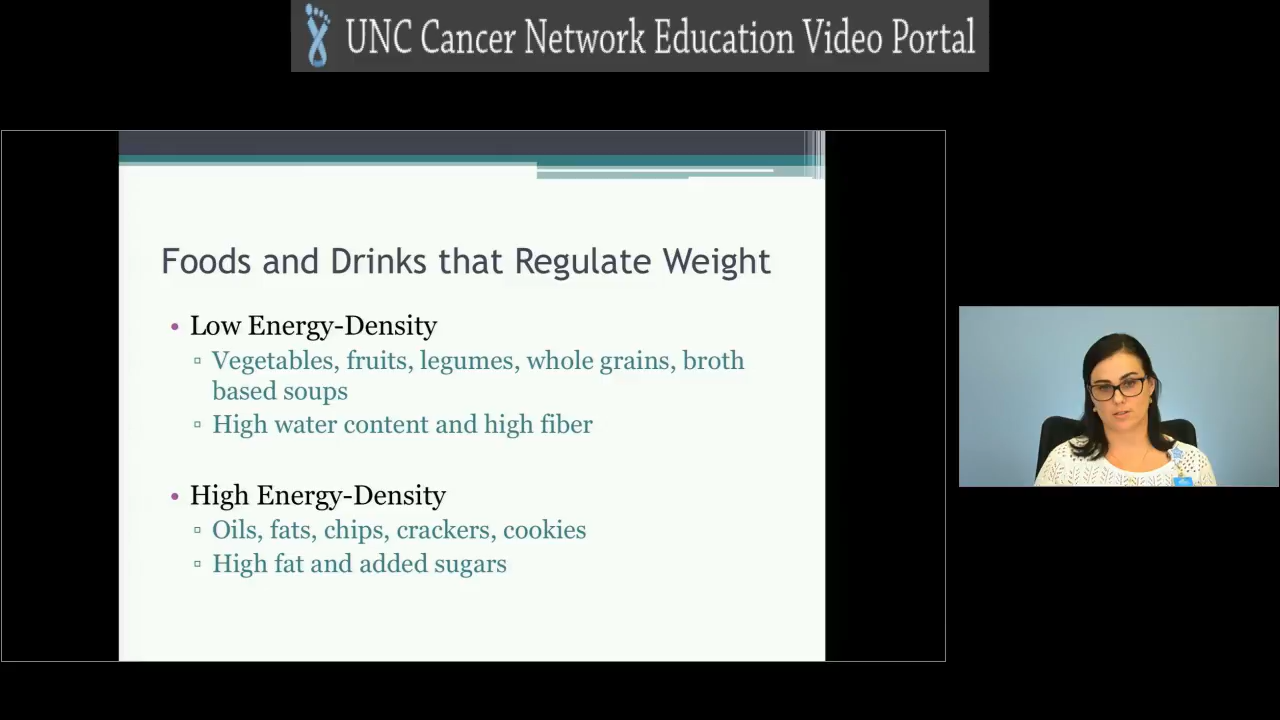 UNC Cancer Network Education Video Portal
Foods and Drinks that Regulate Weight
• Low Energy-Density
▫ Vegetables, fruits, legumes, whole grains, broth
based soups
▫ High water content and high fiber
• High Energy-Density
▫ Oils, fats, chips, crackers, cookies
▫ High fat and added sugars